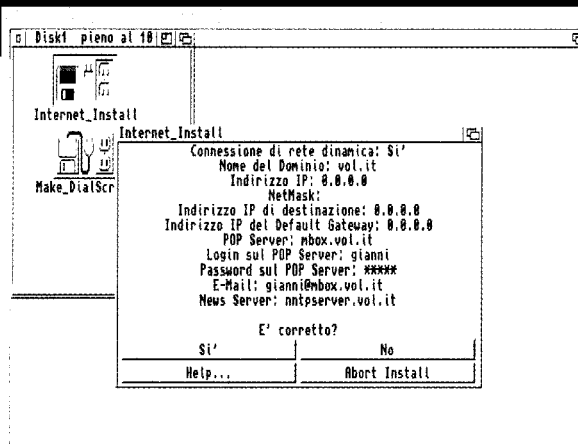 Disk1 pieno al 10
Internet_Install
Make_DialScr
Internet_Install
Connessione di rete dinamica: Si'
Nome del Dominio: vol.it
Indirizzo IP: 0.0.0.0
NetMask:
Indirizzo IP di destinazione: 0.0.0.0
Indirizzo IP del Default Gateway: 0.0.0.0
POP Server: mbox.vol.it
Login sul POP Server: gianni
Password sul POP Server: *****
E-Mail: gianni@mbox.vol.it
News Server: nntpserver.vol.it
E' corretto?
Si' No
Help... Abort Install